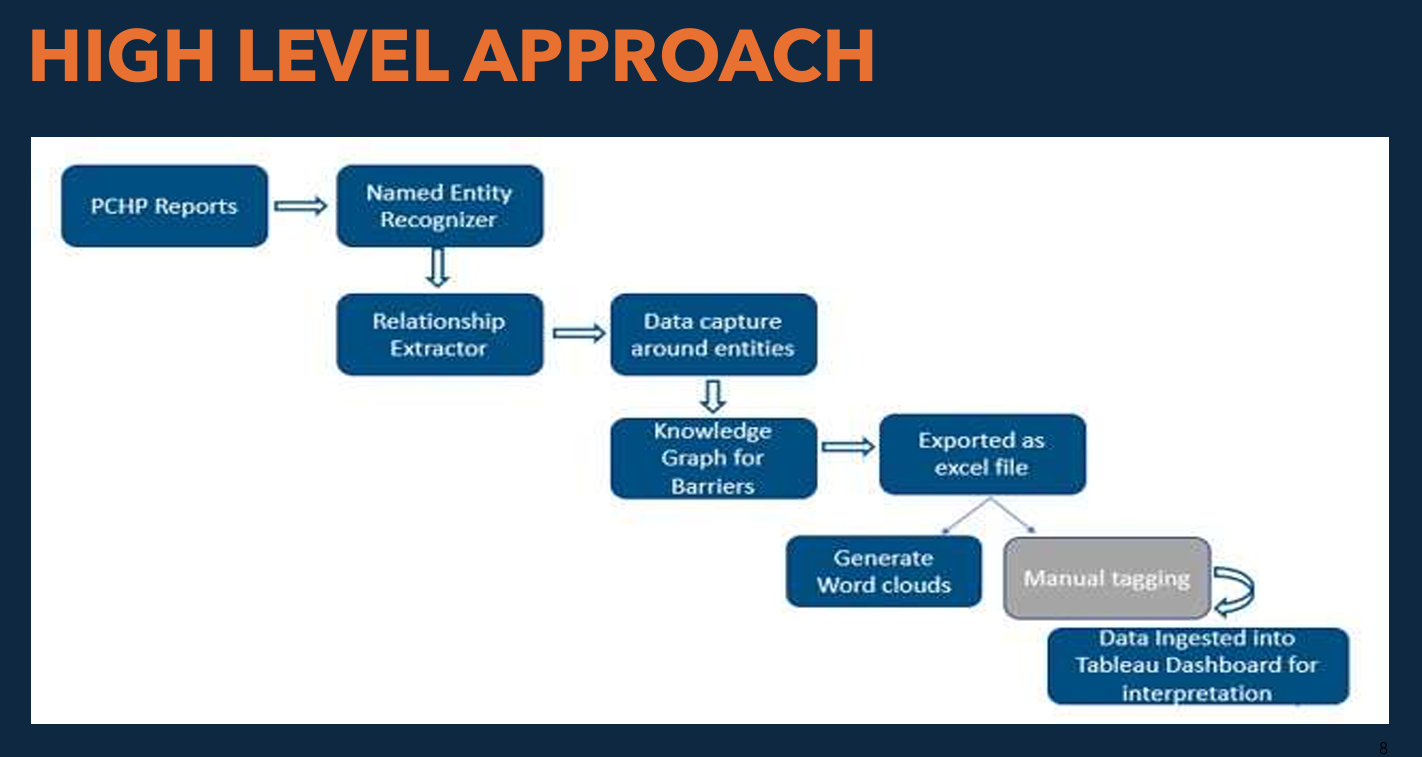 HIGH LEVEL APPROACH
PCHP Reports
Named Entity
Recognizer
Relationship
Extractor
Data capture
around entities
Knowledge
Graph for
Barriers
Exported as
excel file
Generate
Word clouds
Manual tagging
Data Ingested into
Tableau Dashboard for
interpretation
8